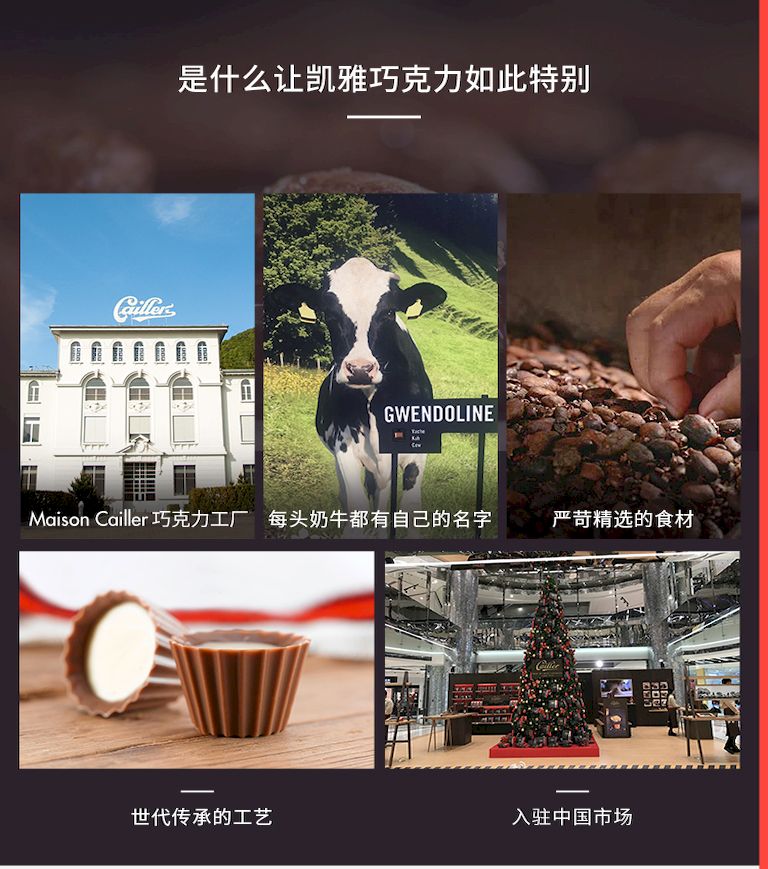 是什么让凯雅巧克力如此特别
Cailler
GWENDOLINE
Vache
Kuh
Cow
Maison Cailler 巧克力工厂
每头奶牛都有自己的名字
严苛精选的食材
Cailler
世代传承的工艺
入驻中国市场